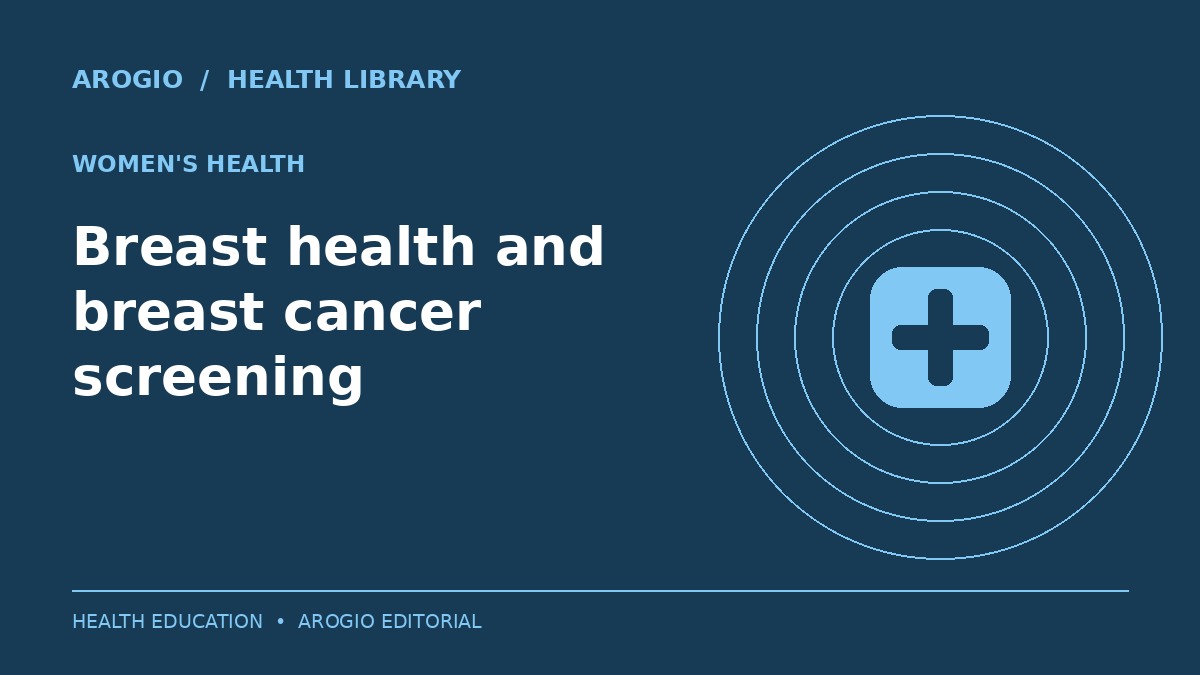 AROGIO / HEALTH LIBRARY
WOMEN'S HEALTH
Breast health and
breast cancer
screening
HEALTH EDUCATION • AROGIO EDITORIAL